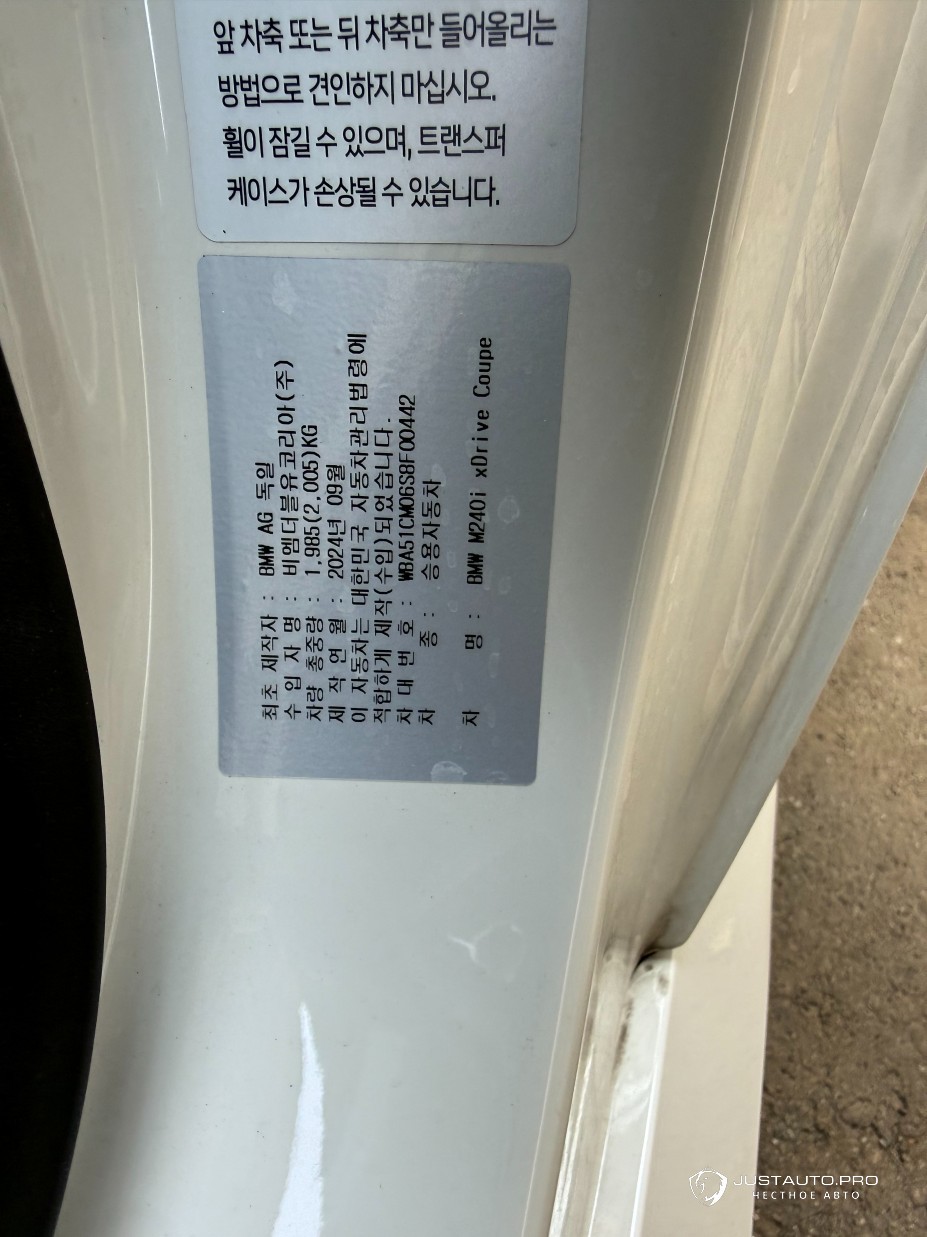 앞 차축 또는 뒤 차축만 들어올리는
방법으로 견인하지 마십시오.
휠이 잠길 수 있으며, 트랜스퍼
케이스가 손상될 수 있습니다.
최초 제작자 : BMW AG 독일
수 입 자 명 : 비엠더블유코리아(주)
차량 총중량 : 1,985(2,005)KG
제 작 연 월 : 2024년 09월
이 자동차는 대한민국 자동차관리법령에
적합하게 제작(수입)되었습니다.
차 대 번 호 : WBA51CM06S8F00442
차 종 : 승용자동차
차 명 : BMW M240i xDrive Coupe
JUSTAUTO.PRO
ЧЕСТНОЕ АВТО